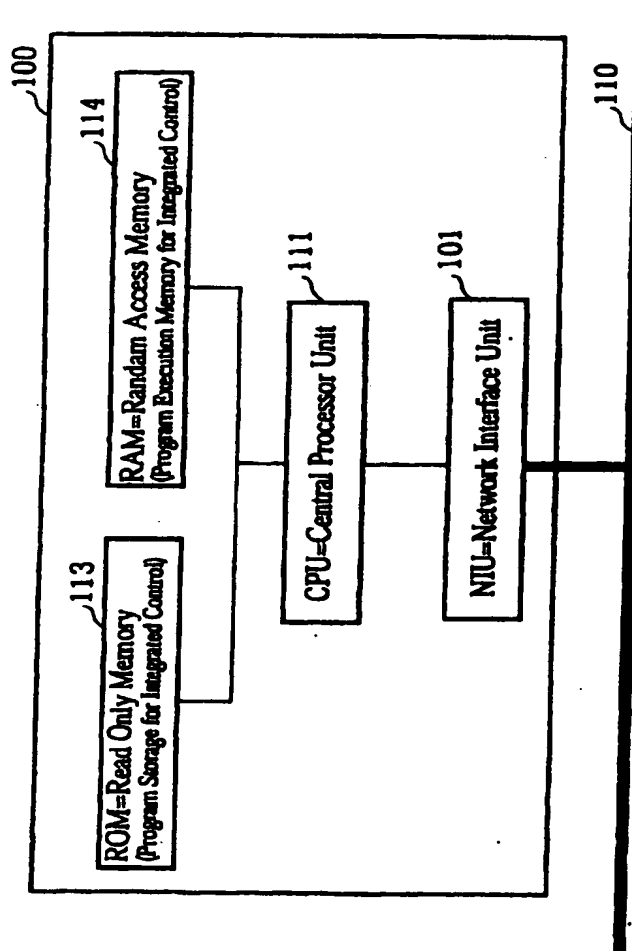 100
113
ROM=Read Only Memory
(Program Storage for Integrated Control)
114
RAM=Randam Access Memory
(Program Execution Memory for Integrated Control)
111
CPU=Central Processor Unit
101
NIU=Network Interface Unit
110